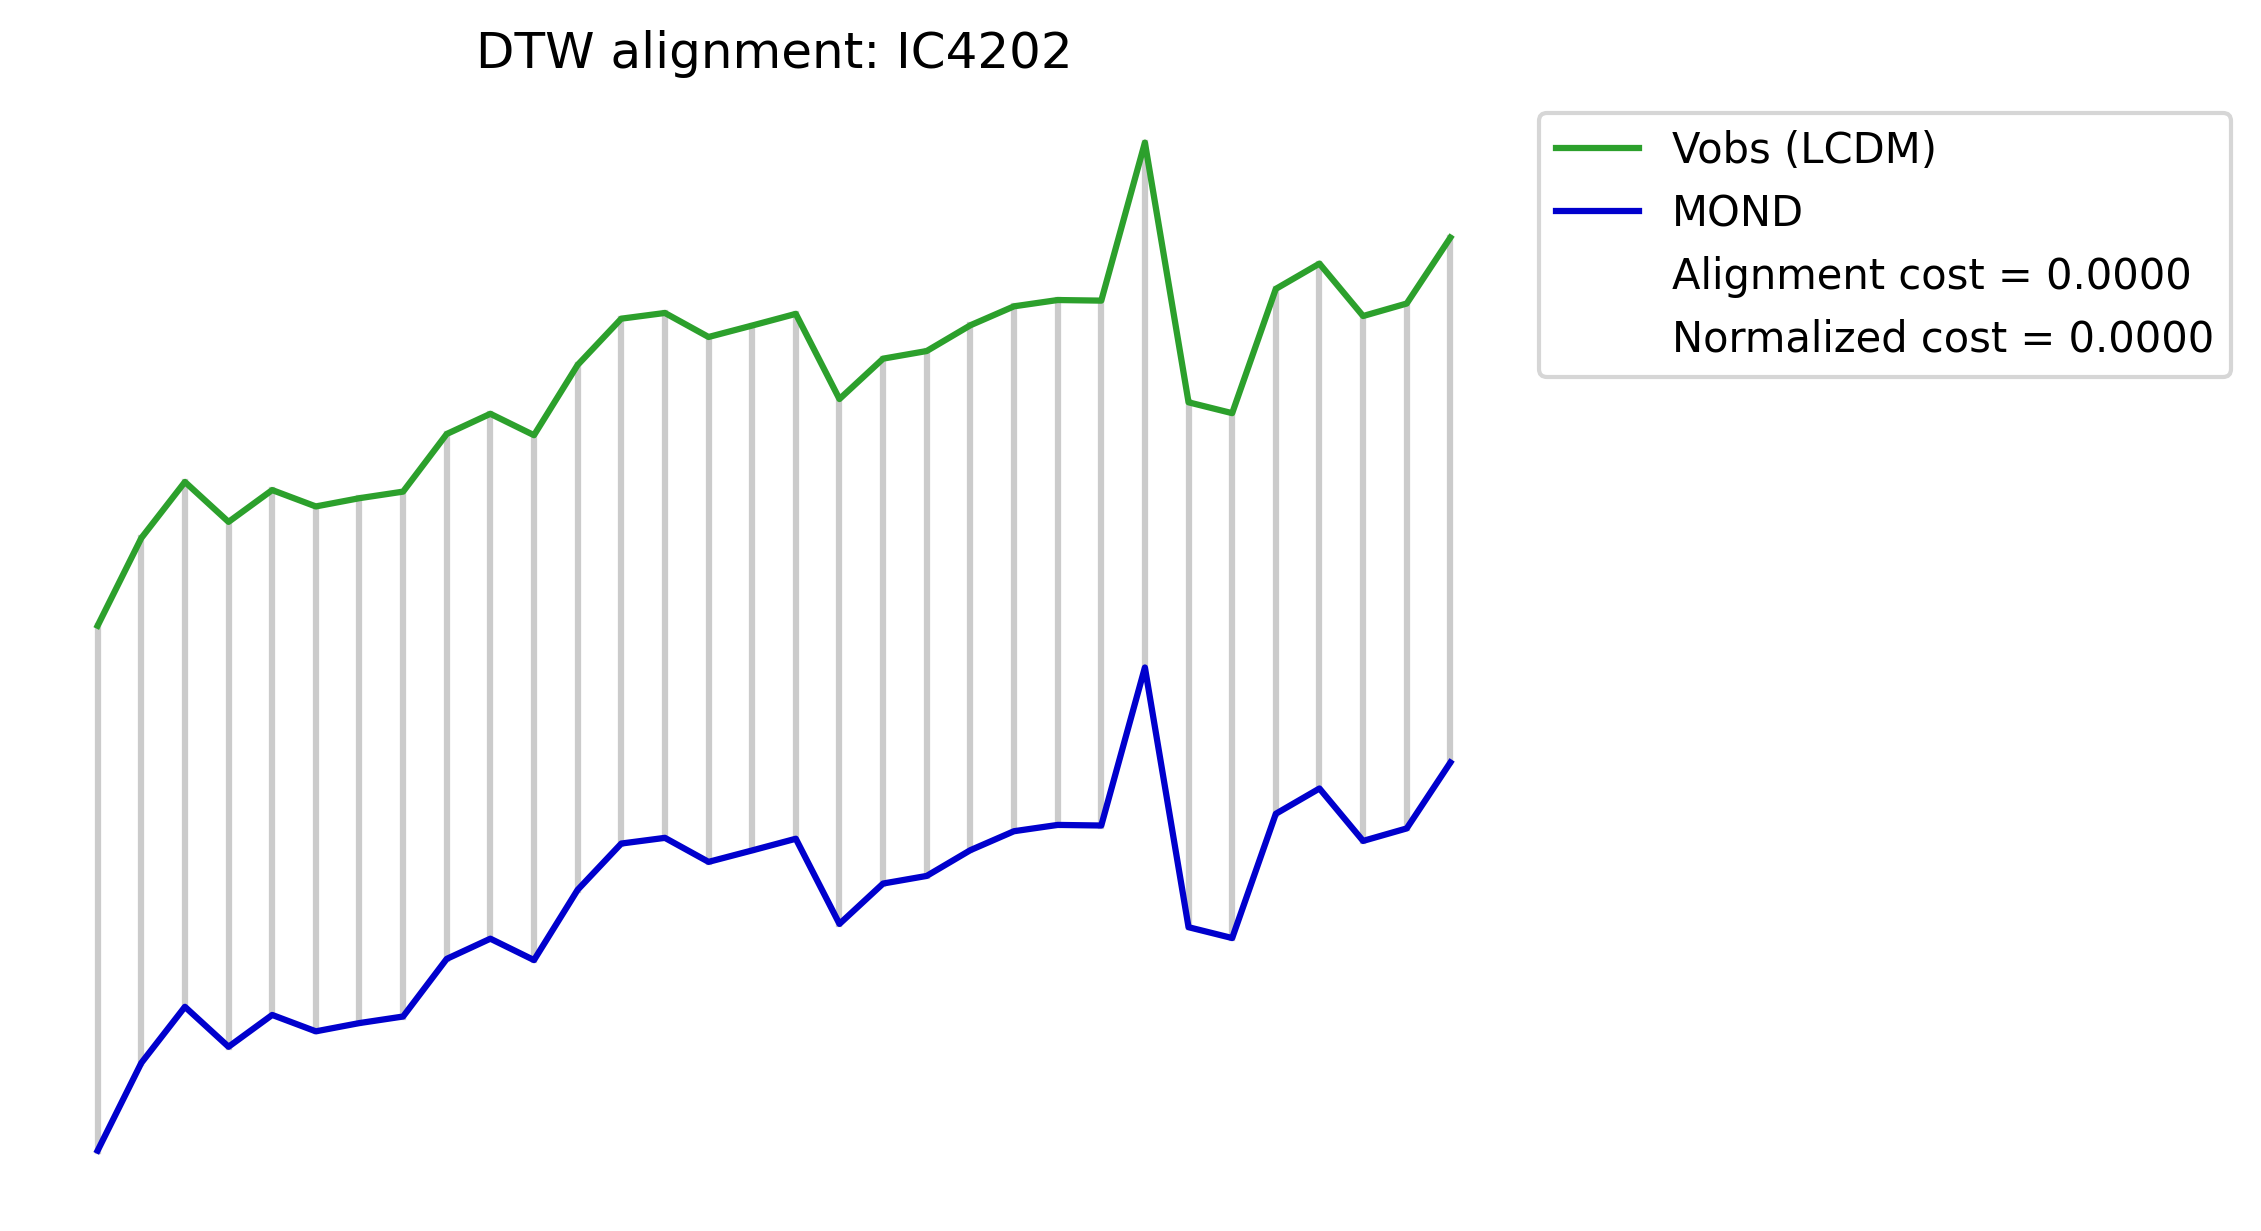 DTW alignment: IC4202
Vobs (LCDM)
MOND
Alignment cost = 0.0000
Normalized cost = 0.0000